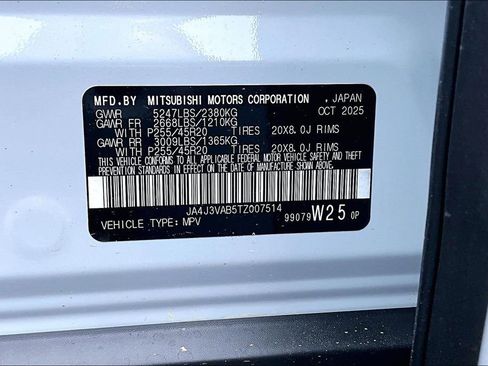 MFD.BY MITSUBISHI MOTORS CORPORATION , JAPAN
GVWR 5247LBS/2380KG OCT 2025
GAWR FR 2668LBS/1210KG
WITH P255/45R20 TIRES 20X8.0J RIMS
GAWR RR 3009LBS/1365KG
WITH P255/45R20 TIRES 20X8.0J RIMS
THIS VEHICLE CONFORMS TO ALL APPLICABLE FEDERAL MOTOR VEHICLE SAFETY AND THEFT
PREVENTION STANDARDS IN EFFECT ON THE DATE OF MANUFACTURE SHOWN ABOVE.
JA4J3VAB5TZ007514
VEHICLE TYPE: MPV 99079 W25 0P